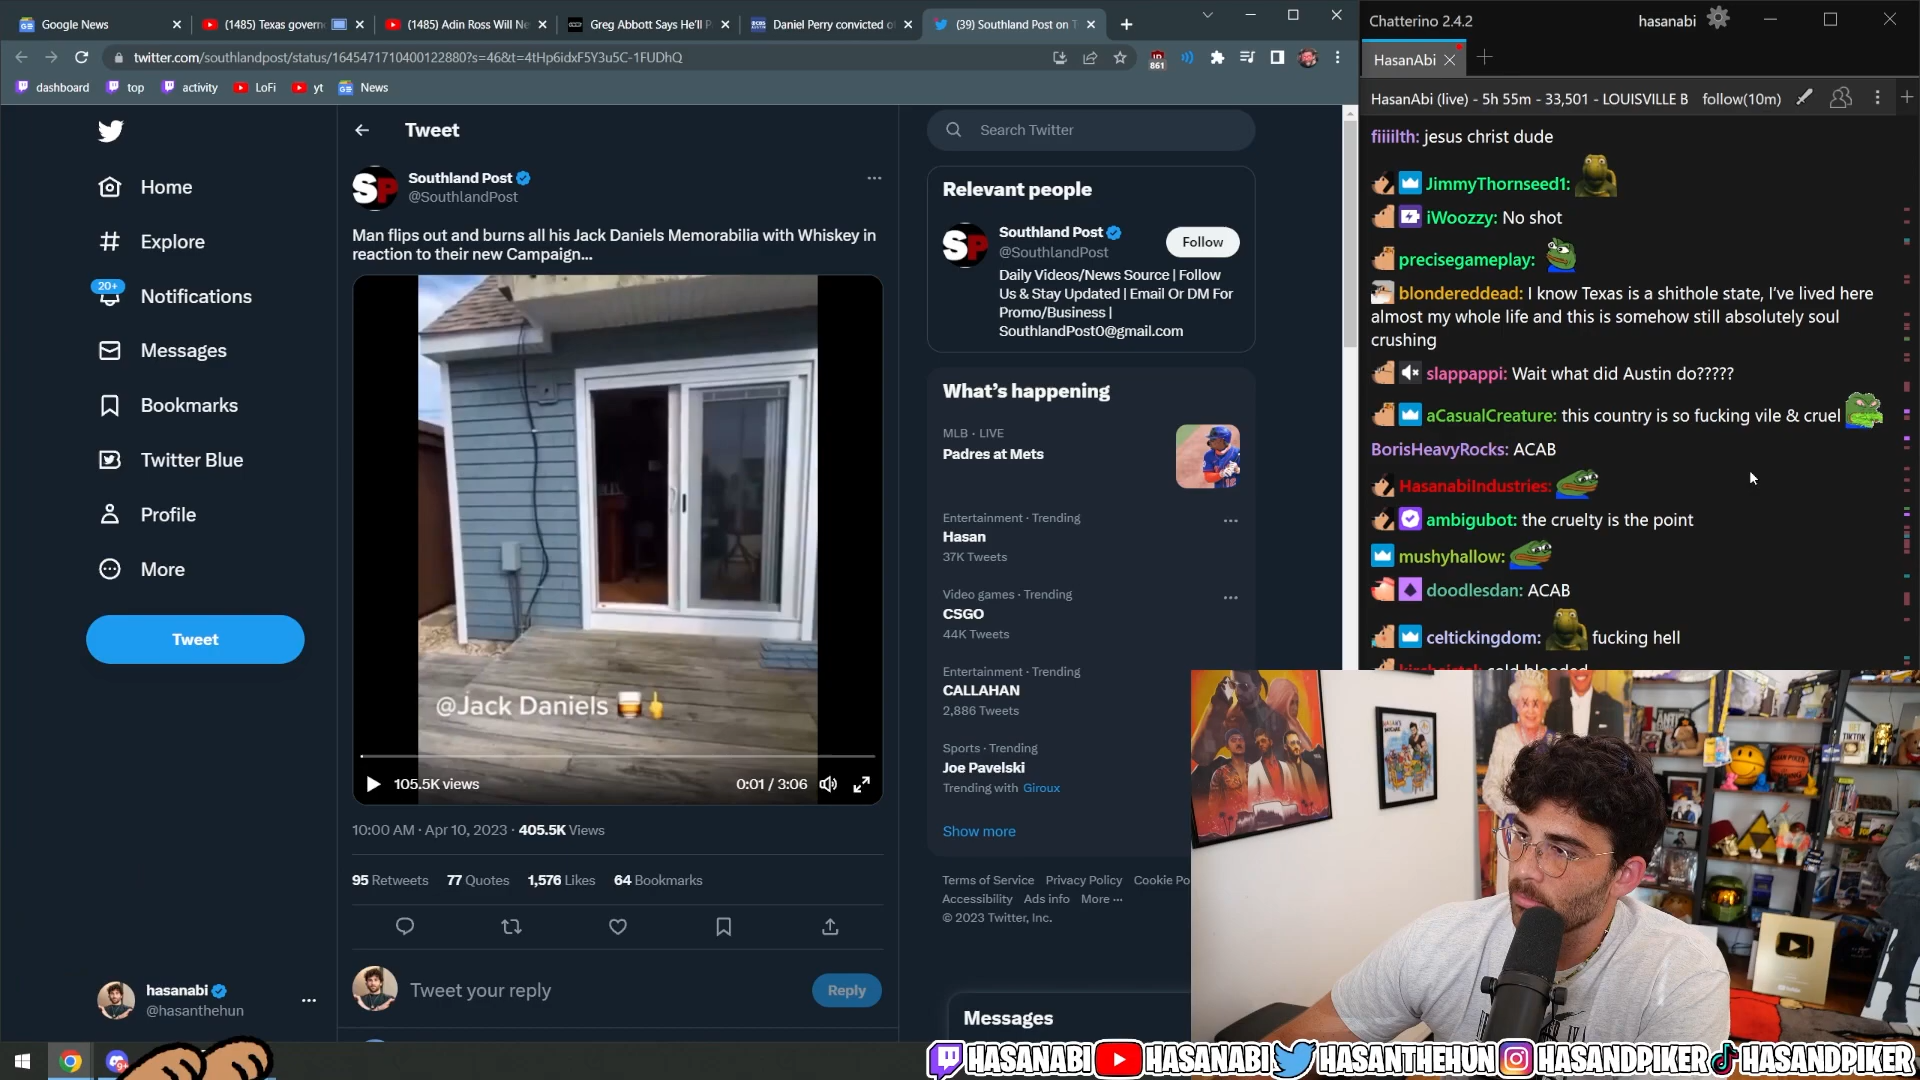 Google News
(1485) Texas govern
(1485) Adin Ross Will Ne
Greg Abbott Says He'll P
Daniel Perry convicted o
(39) Southland Post on T
twitter.com/southlandpost/status/1645471710400122880?s=46&t=4tHp6idxF5Y3u5C-1FUDhQ
861
dashboard
top
activity
LoFi
yt
News
Home
Explore
20+
Notifications
Messages
Bookmarks
Twitter Blue
Profile
More
Tweet
hasanabi
@hasanthehun
Tweet
SP
Southland Post
@SouthlandPost
Man flips out and burns all his Jack Daniels Memorabilia with Whiskey in
reaction to their new Campaign...
@Jack Daniels
105.5K views
0:01 / 3:06
10:00 AM · Apr 10, 2023 · 405.5K Views
95 Retweets 77 Quotes 1,576 Likes 64 Bookmarks
Tweet your reply
Reply
Search Twitter
Relevant people
SP
Southland Post
@SouthlandPost
Follow
Daily Videos/News Source | Follow
Us & Stay Updated | Email Or DM For
Promo/Business |
SouthlandPost0@gmail.com
What's happening
MLB · LIVE
Padres at Mets
Entertainment · Trending
Hasan
37K Tweets
Video games · Trending
CSGO
44K Tweets
Entertainment · Trending
CALLAHAN
2,886 Tweets
Sports · Trending
Joe Pavelski
Trending with Giroux
Show more
Terms of Service Privacy Policy Cookie Po
Accessibility Ads info More ···
© 2023 Twitter, Inc.
Messages
Chatterino 2.4.2
hasanabi
HasanAbi
HasanAbi (live) - 5h 55m - 33,501 - LOUISVILLE B
follow(10m)
fiiiilth: jesus christ dude
JimmyThornseed1:
iWoozzy: No shot
precisegameplay:
blondereddead: I know Texas is a shithole state, I've lived here
almost my whole life and this is somehow still absolutely soul
crushing
slappappi: Wait what did Austin do?????
aCasualCreature: this country is so fucking vile & cruel
BorisHeavyRocks: ACAB
HasanabiIndustries:
ambigubot: the cruelty is the point
mushyhallow:
doodlesdan: ACAB
celtickingdom: fucking hell
HASANABI
HASANABI
HASANTHEHUN
HASANDPIKER
HASANDPIKER